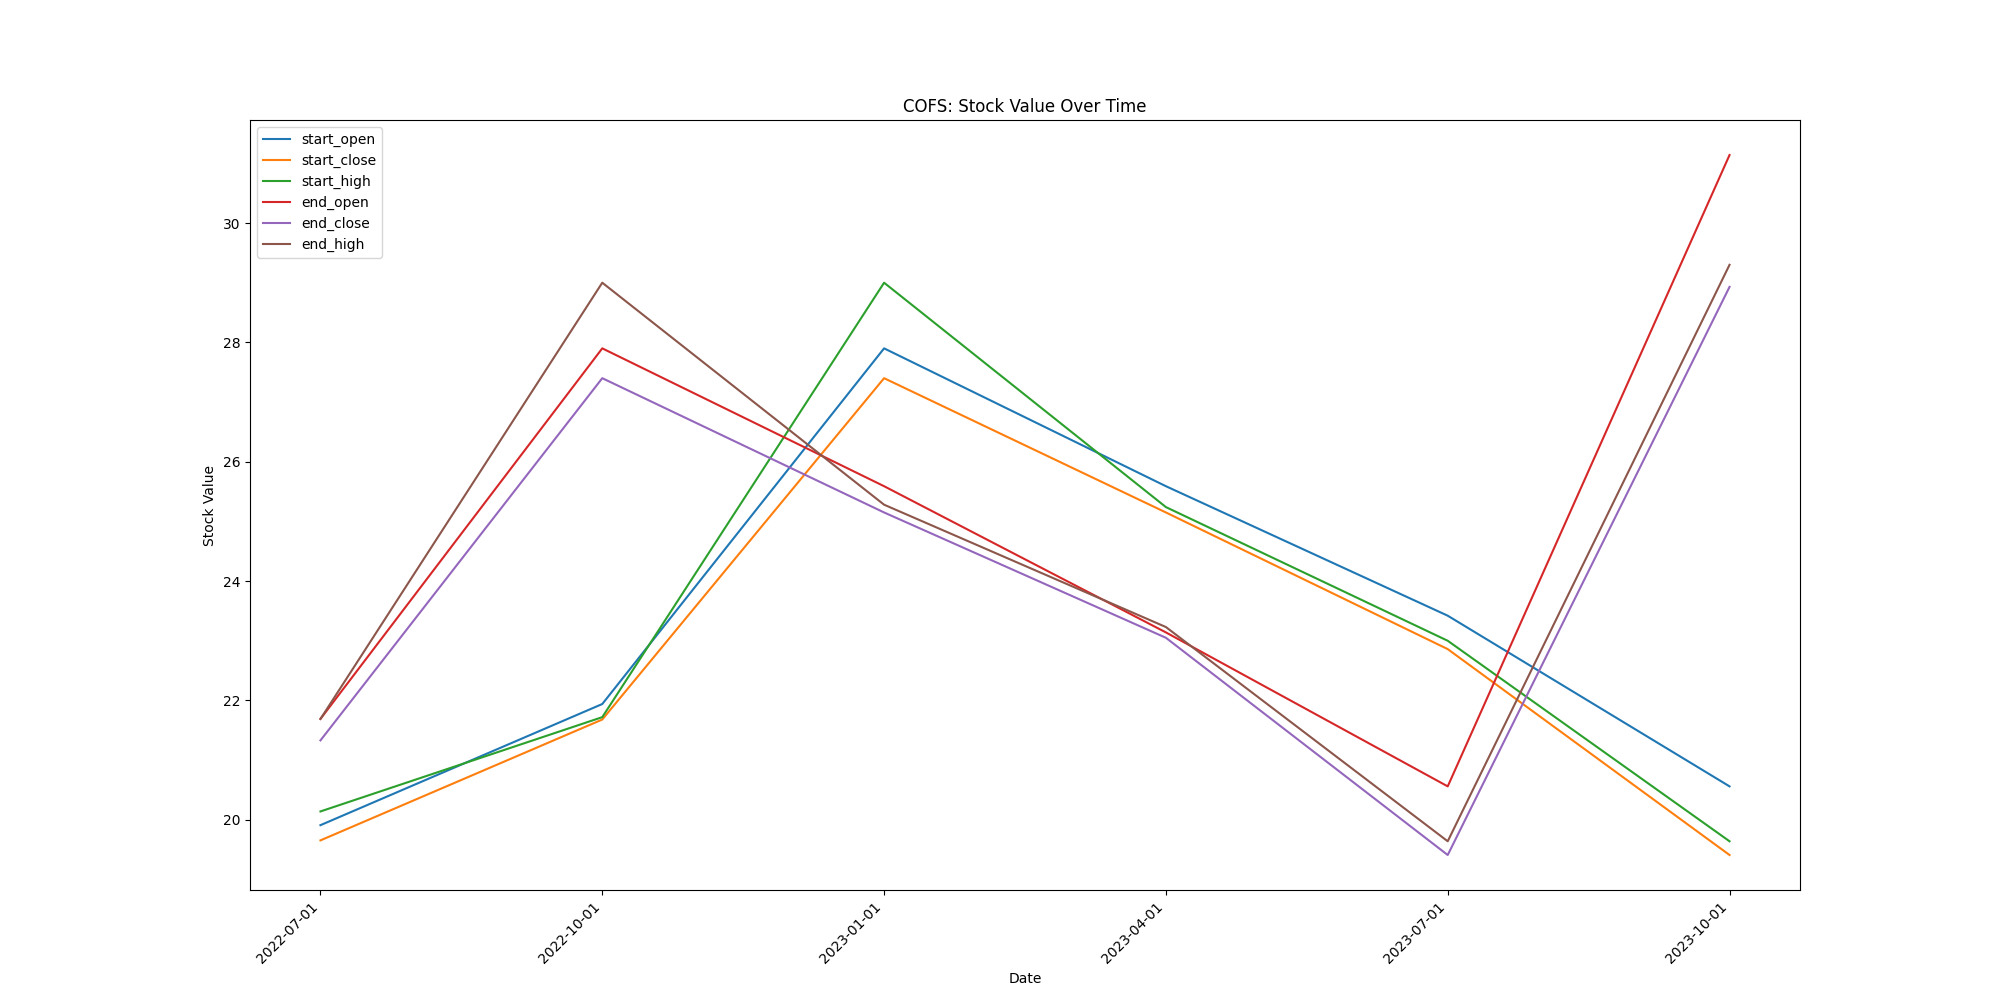 COFS: Stock Value Over Time
start_open
start_close
start_high
end_open
end_close
end_high
30
28
26
24
22
20
Stock Value
2022-07-01
2022-10-01
2023-01-01
2023-04-01
2023-07-01
2023-10-01
Date